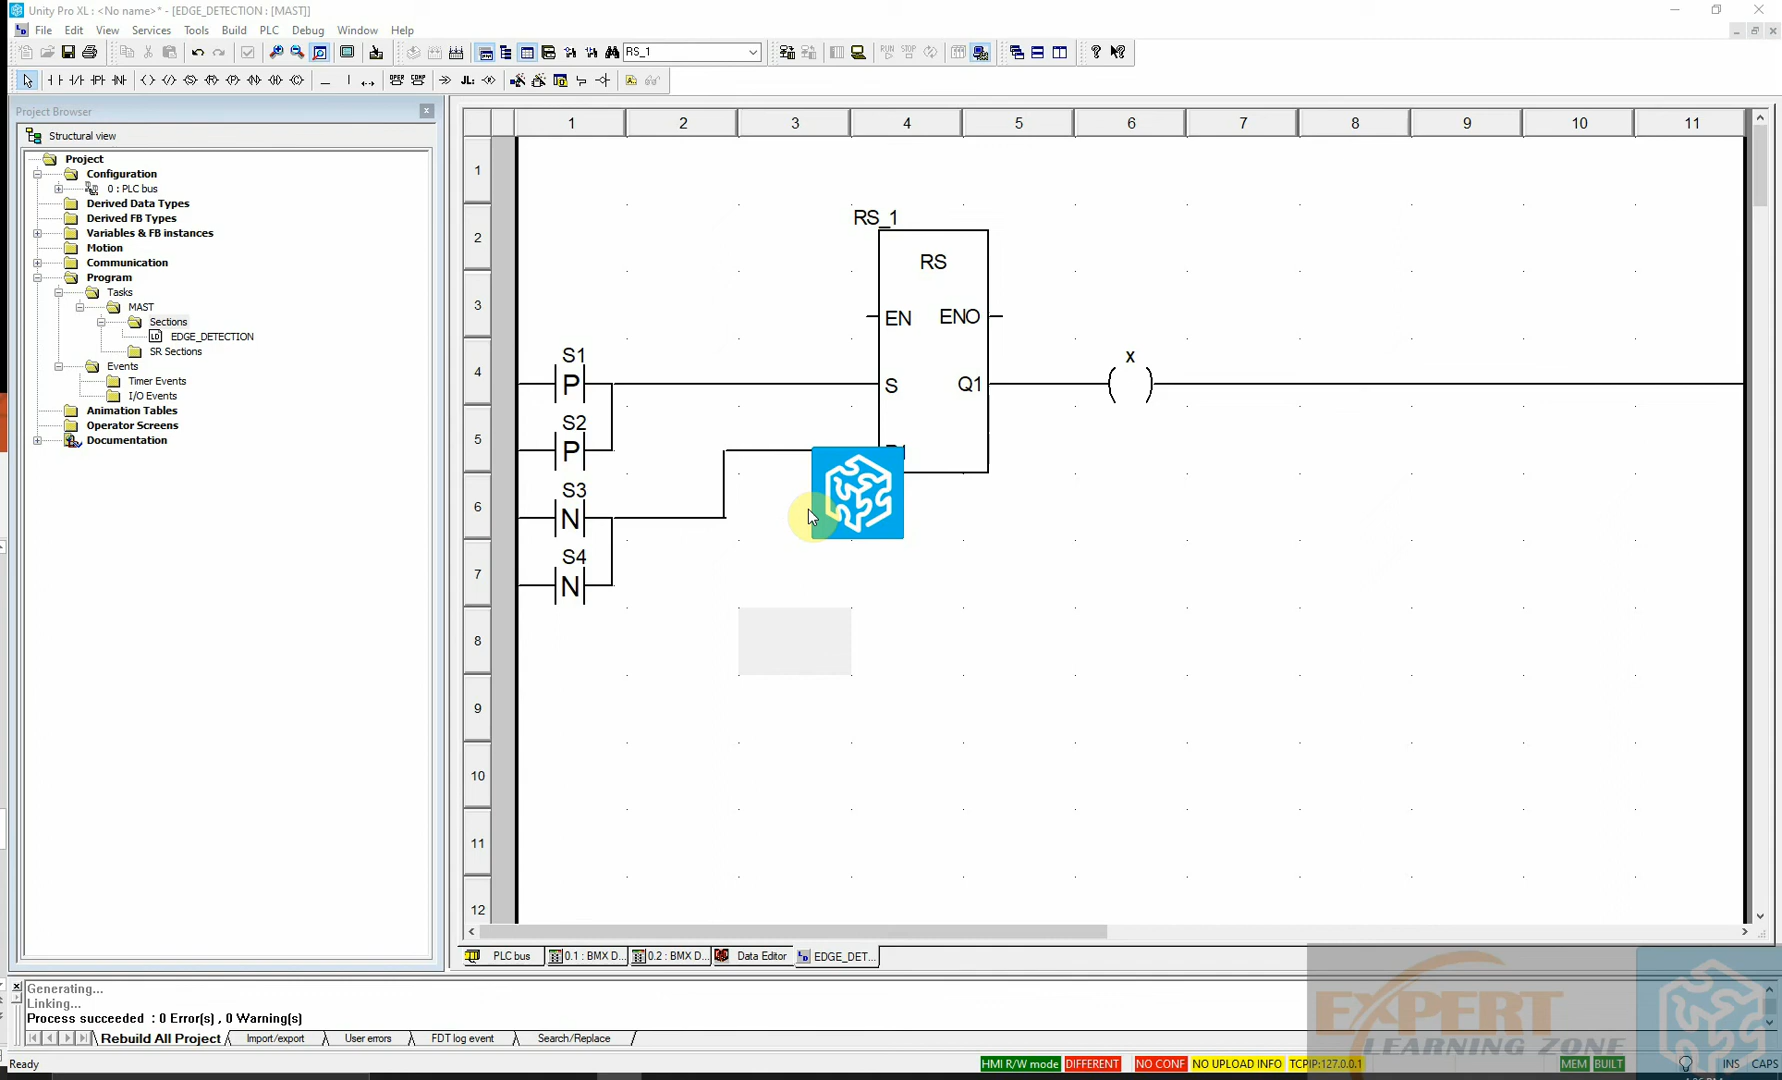 Unity Pro XL : <No name>* - [EDGE_DETECTION : [MAST]]
File Edit View Services Tools Build PLC Debug Window Help
RS_1
Project Browser
Structural view
Project
Configuration
0 : PLC bus
Derived Data Types
Derived FB Types
Variables & FB instances
Motion
Communication
Program
Tasks
MAST
Sections
EDGE_DETECTION
SR Sections
Events
Timer Events
I/O Events
Animation Tables
Operator Screens
Documentation
1 2 3 4 5 6 7 8 9 10 11
1
2
3
4
5
6
7
8
9
10
11
12
RS_1
RS
EN ENO
S1
P
S Q1
x
S2
P
S3
N
S4
N
PLC bus 0.1 : BMX D... 0.2 : BMX D... Data Editor EDGE_DET...
Generating...
Linking...
Process succeeded : 0 Error(s) , 0 Warning(s)
Rebuild All Project Import/export User errors FDT log event Search/Replace
EXPERT
LEARNING ZONE
Ready HMI R/W mode DIFFERENT NO CONF NO UPLOAD INFO TCPIP:127.0.0.1 MEM BUILT INS CAPS